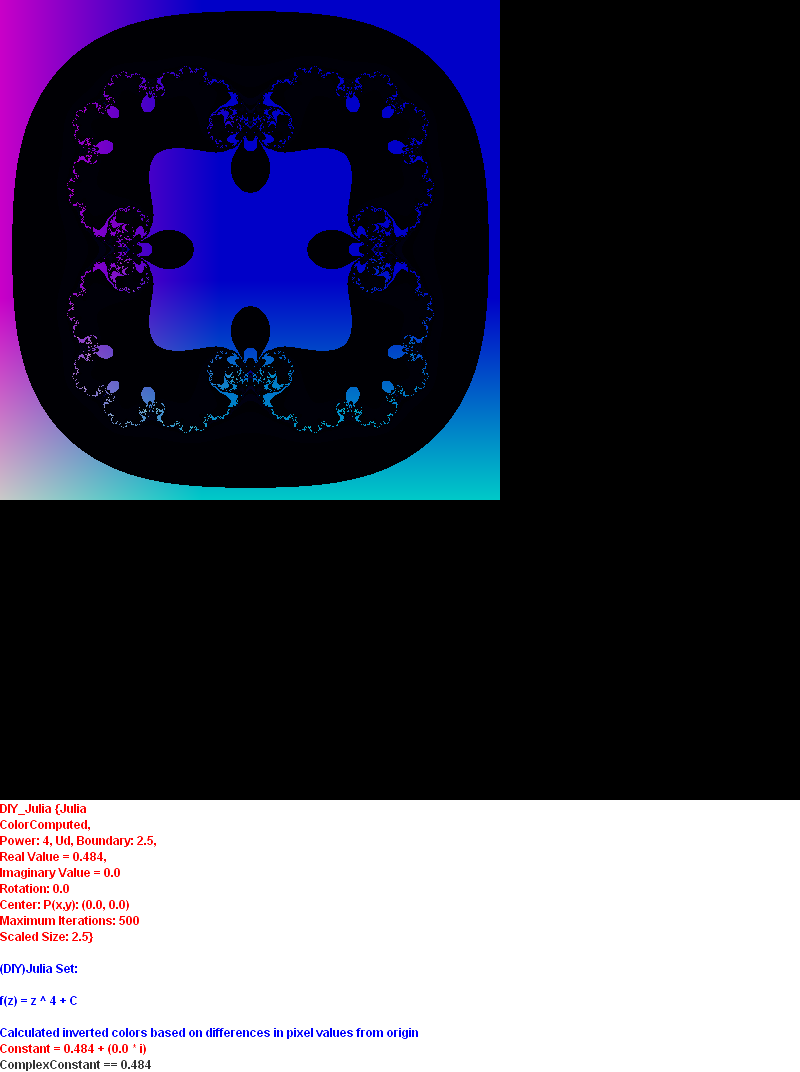 DIY_Julia {Julia
ColorComputed,
Power: 4, Ud, Boundary: 2.5,
Real Value = 0.484,
Imaginary Value = 0.0
Rotation: 0.0
Center: P(x,y): (0.0, 0.0)
Maximum Iterations: 500
Scaled Size: 2.5}
(DIY)Julia Set:
f(z) = z ^ 4 + C
Calculated inverted colors based on differences in pixel values from origin
Constant = 0.484 + (0.0 * i)
ComplexConstant == 0.484